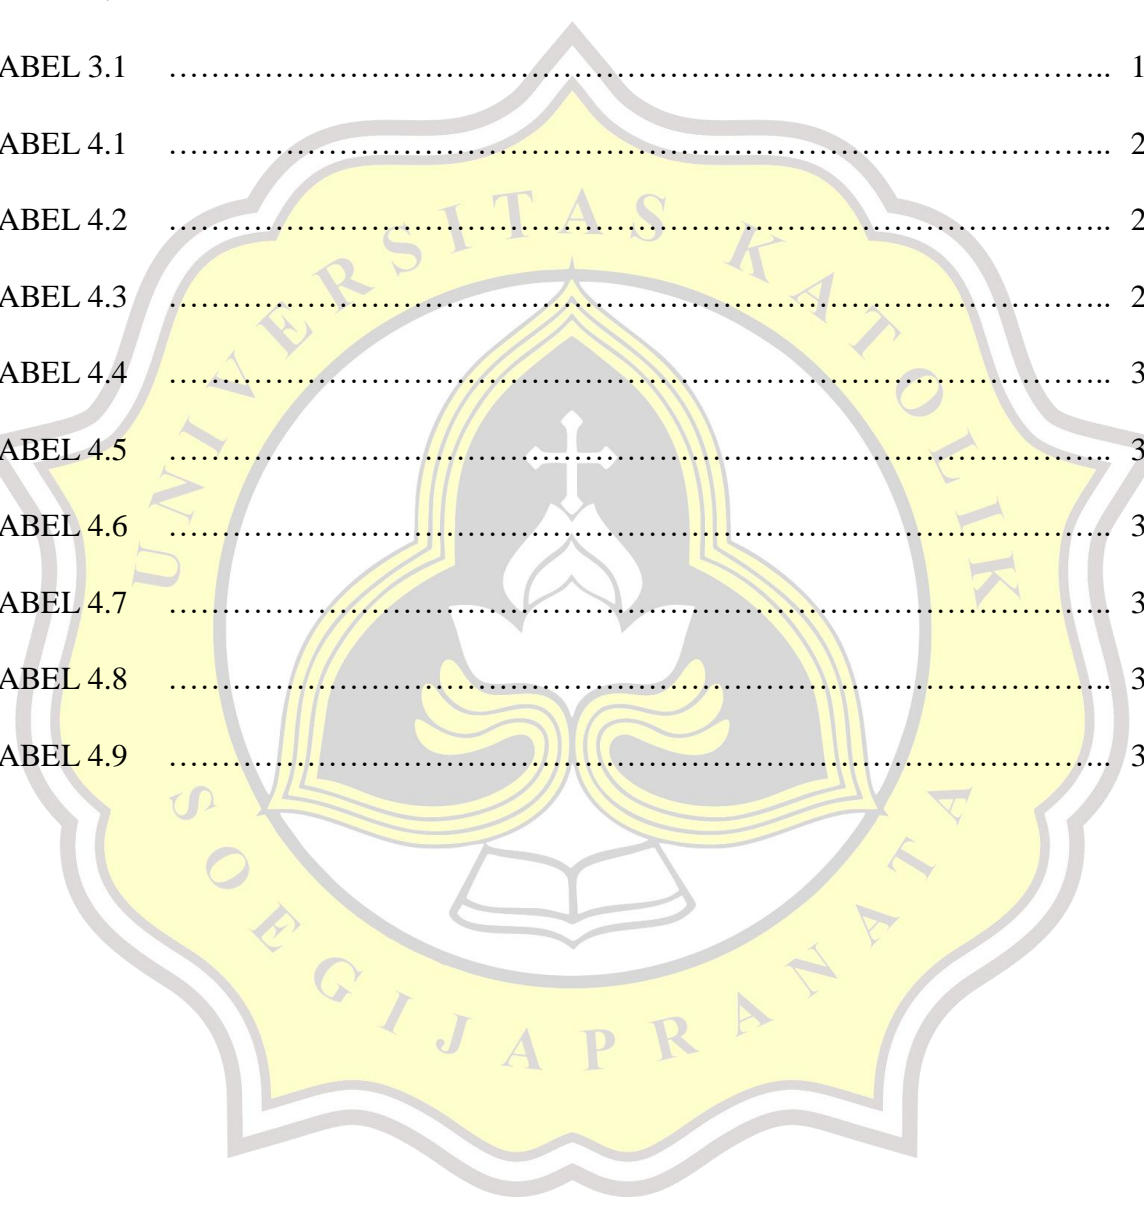 ABEL 3.1 ………………………………………………………………………………….. 1
ABEL 4.1 ………………………………………………………………………………….. 2
ABEL 4.2 ………………………………………………………………………………….. 2
ABEL 4.3 ………………………………………………………………………………….. 2
ABEL 4.4 ………………………………………………………………………………….. 3
ABEL 4.5 ………………………………………………………………………………….. 3
ABEL 4.6 ………………………………………………………………………………….. 3
ABEL 4.7 ………………………………………………………………………………….. 3
ABEL 4.8 ………………………………………………………………………………….. 3
ABEL 4.9 ………………………………………………………………………………….. 3
UNIVERSITAS KATOLIK
SOEGIJAPRANATA